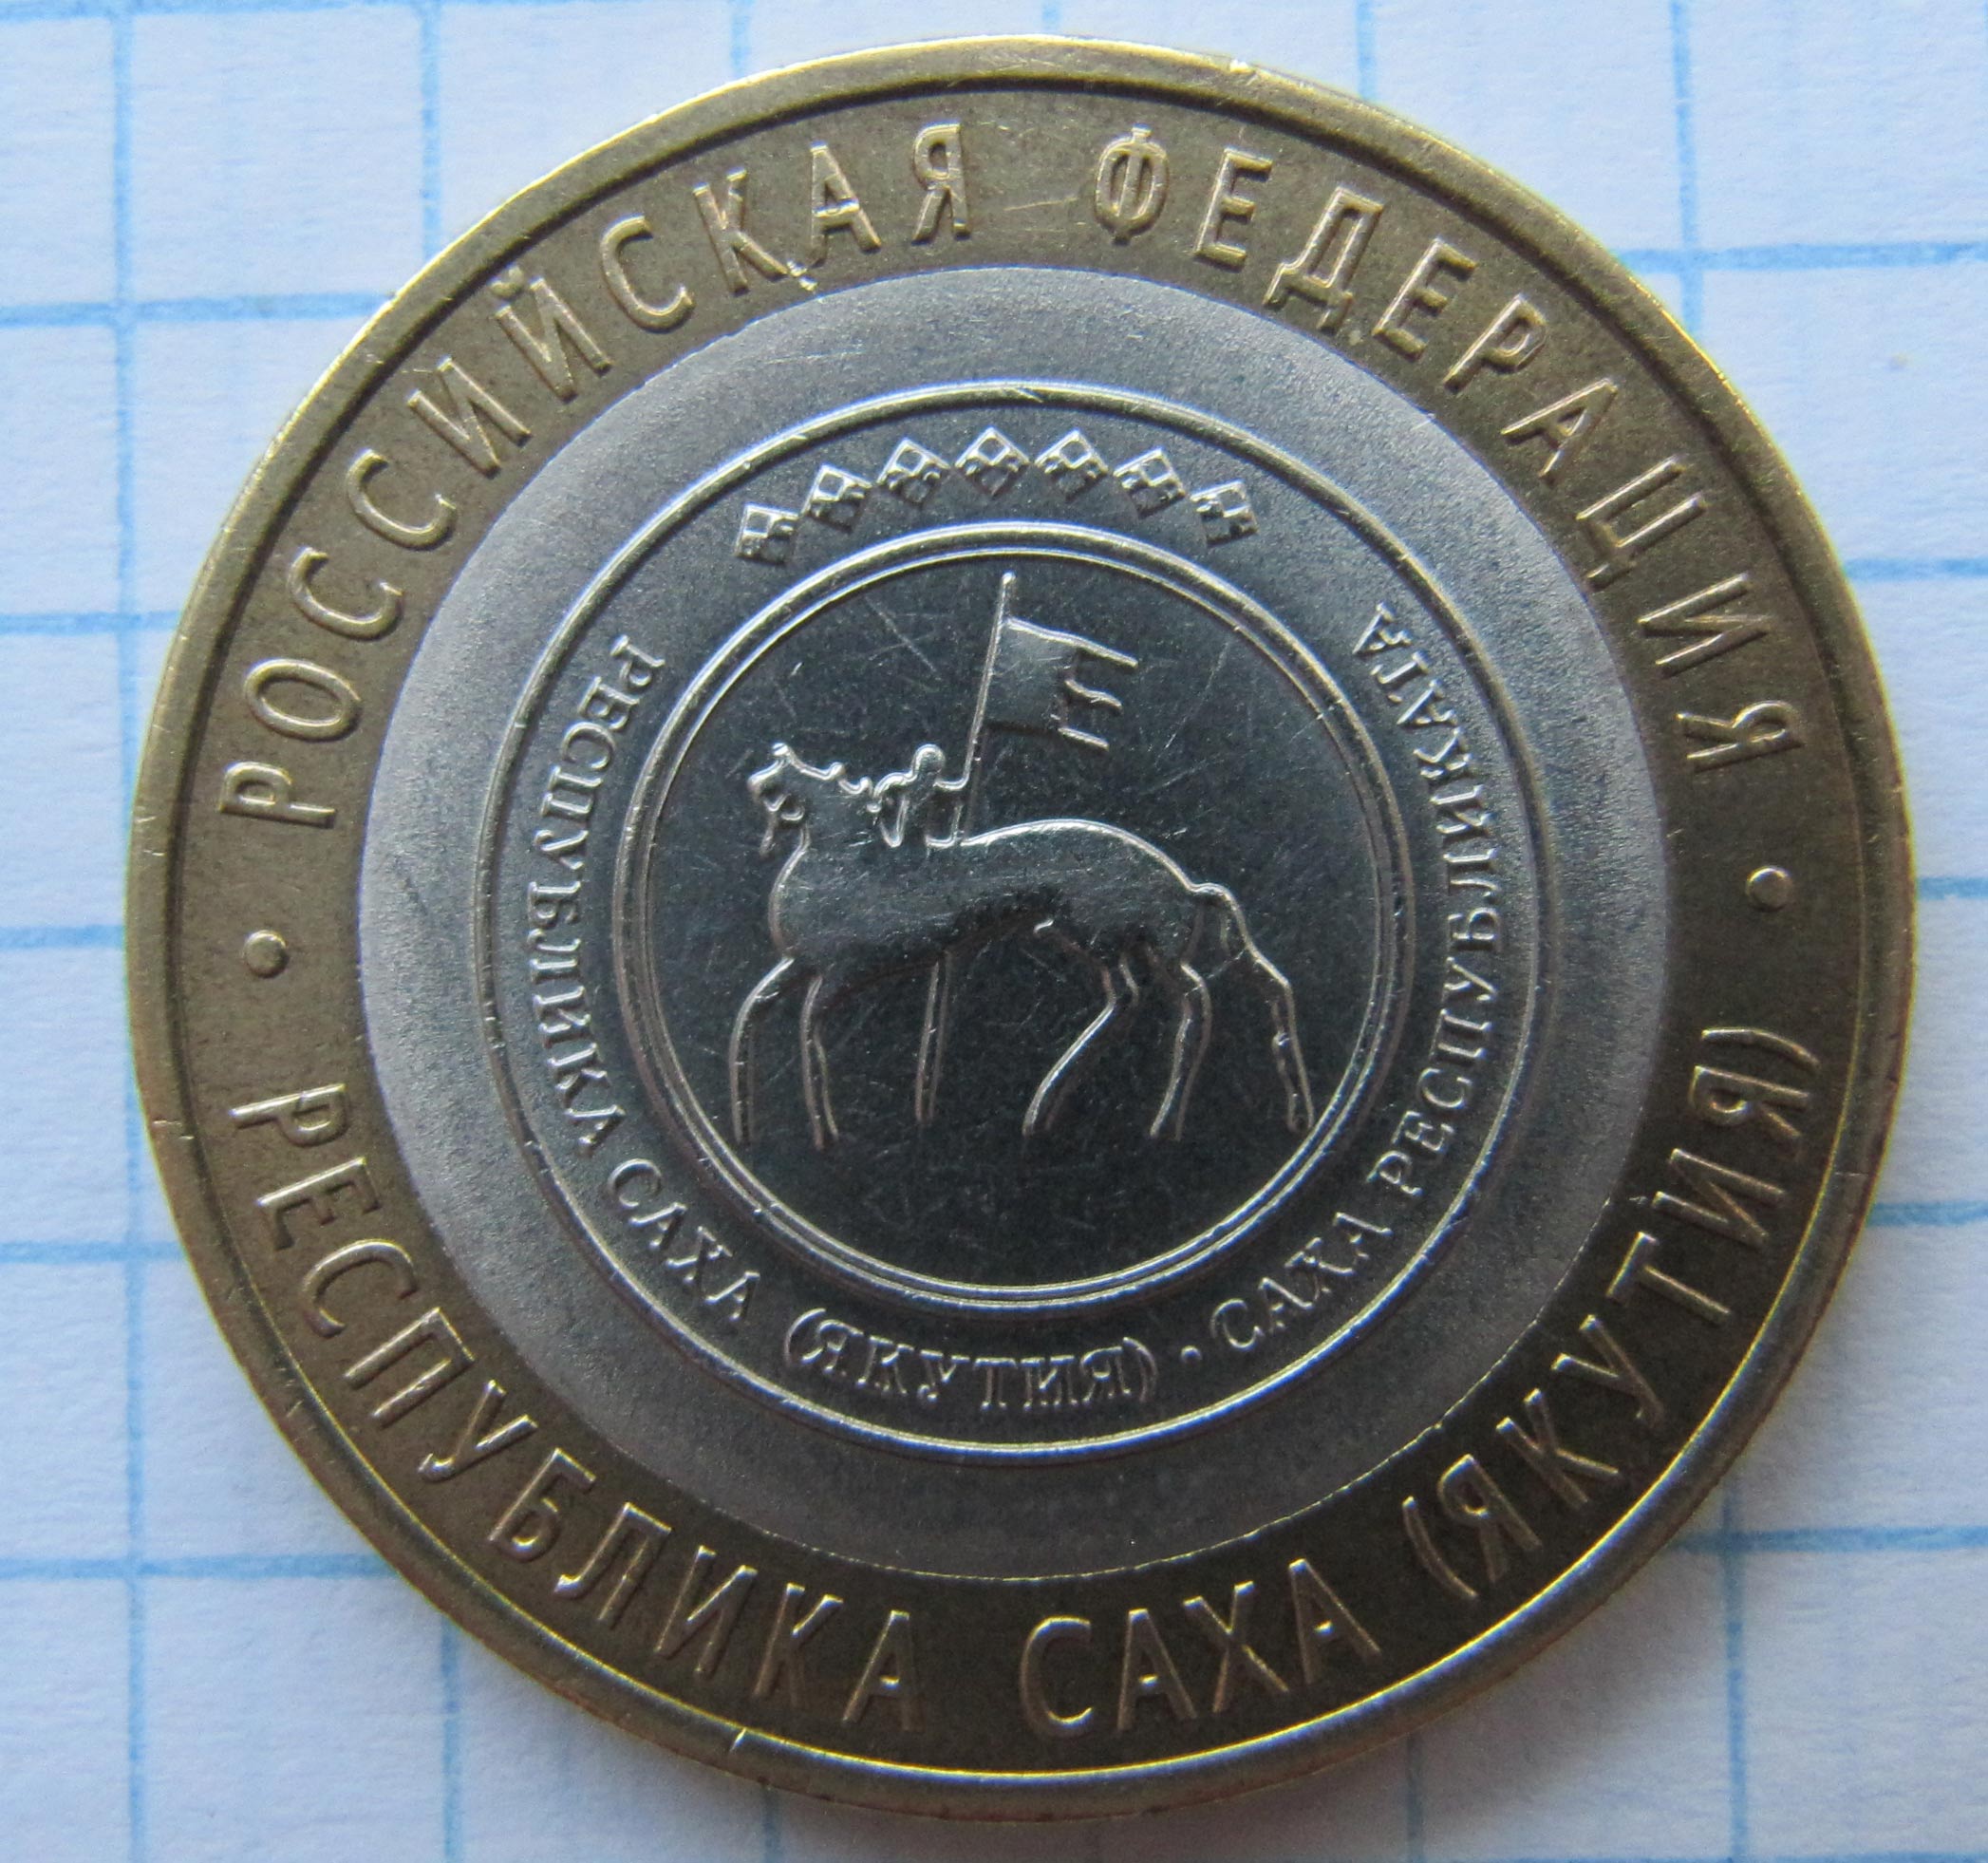 РОССИЙСКАЯ ФЕДЕРАЦИЯ
РЕСПУБЛИКА САХА (ЯКУТИЯ)
РЕСПУБЛИКА САХА (ЯКУТИЯ) • САХА РЕСПУБЛИКАТА